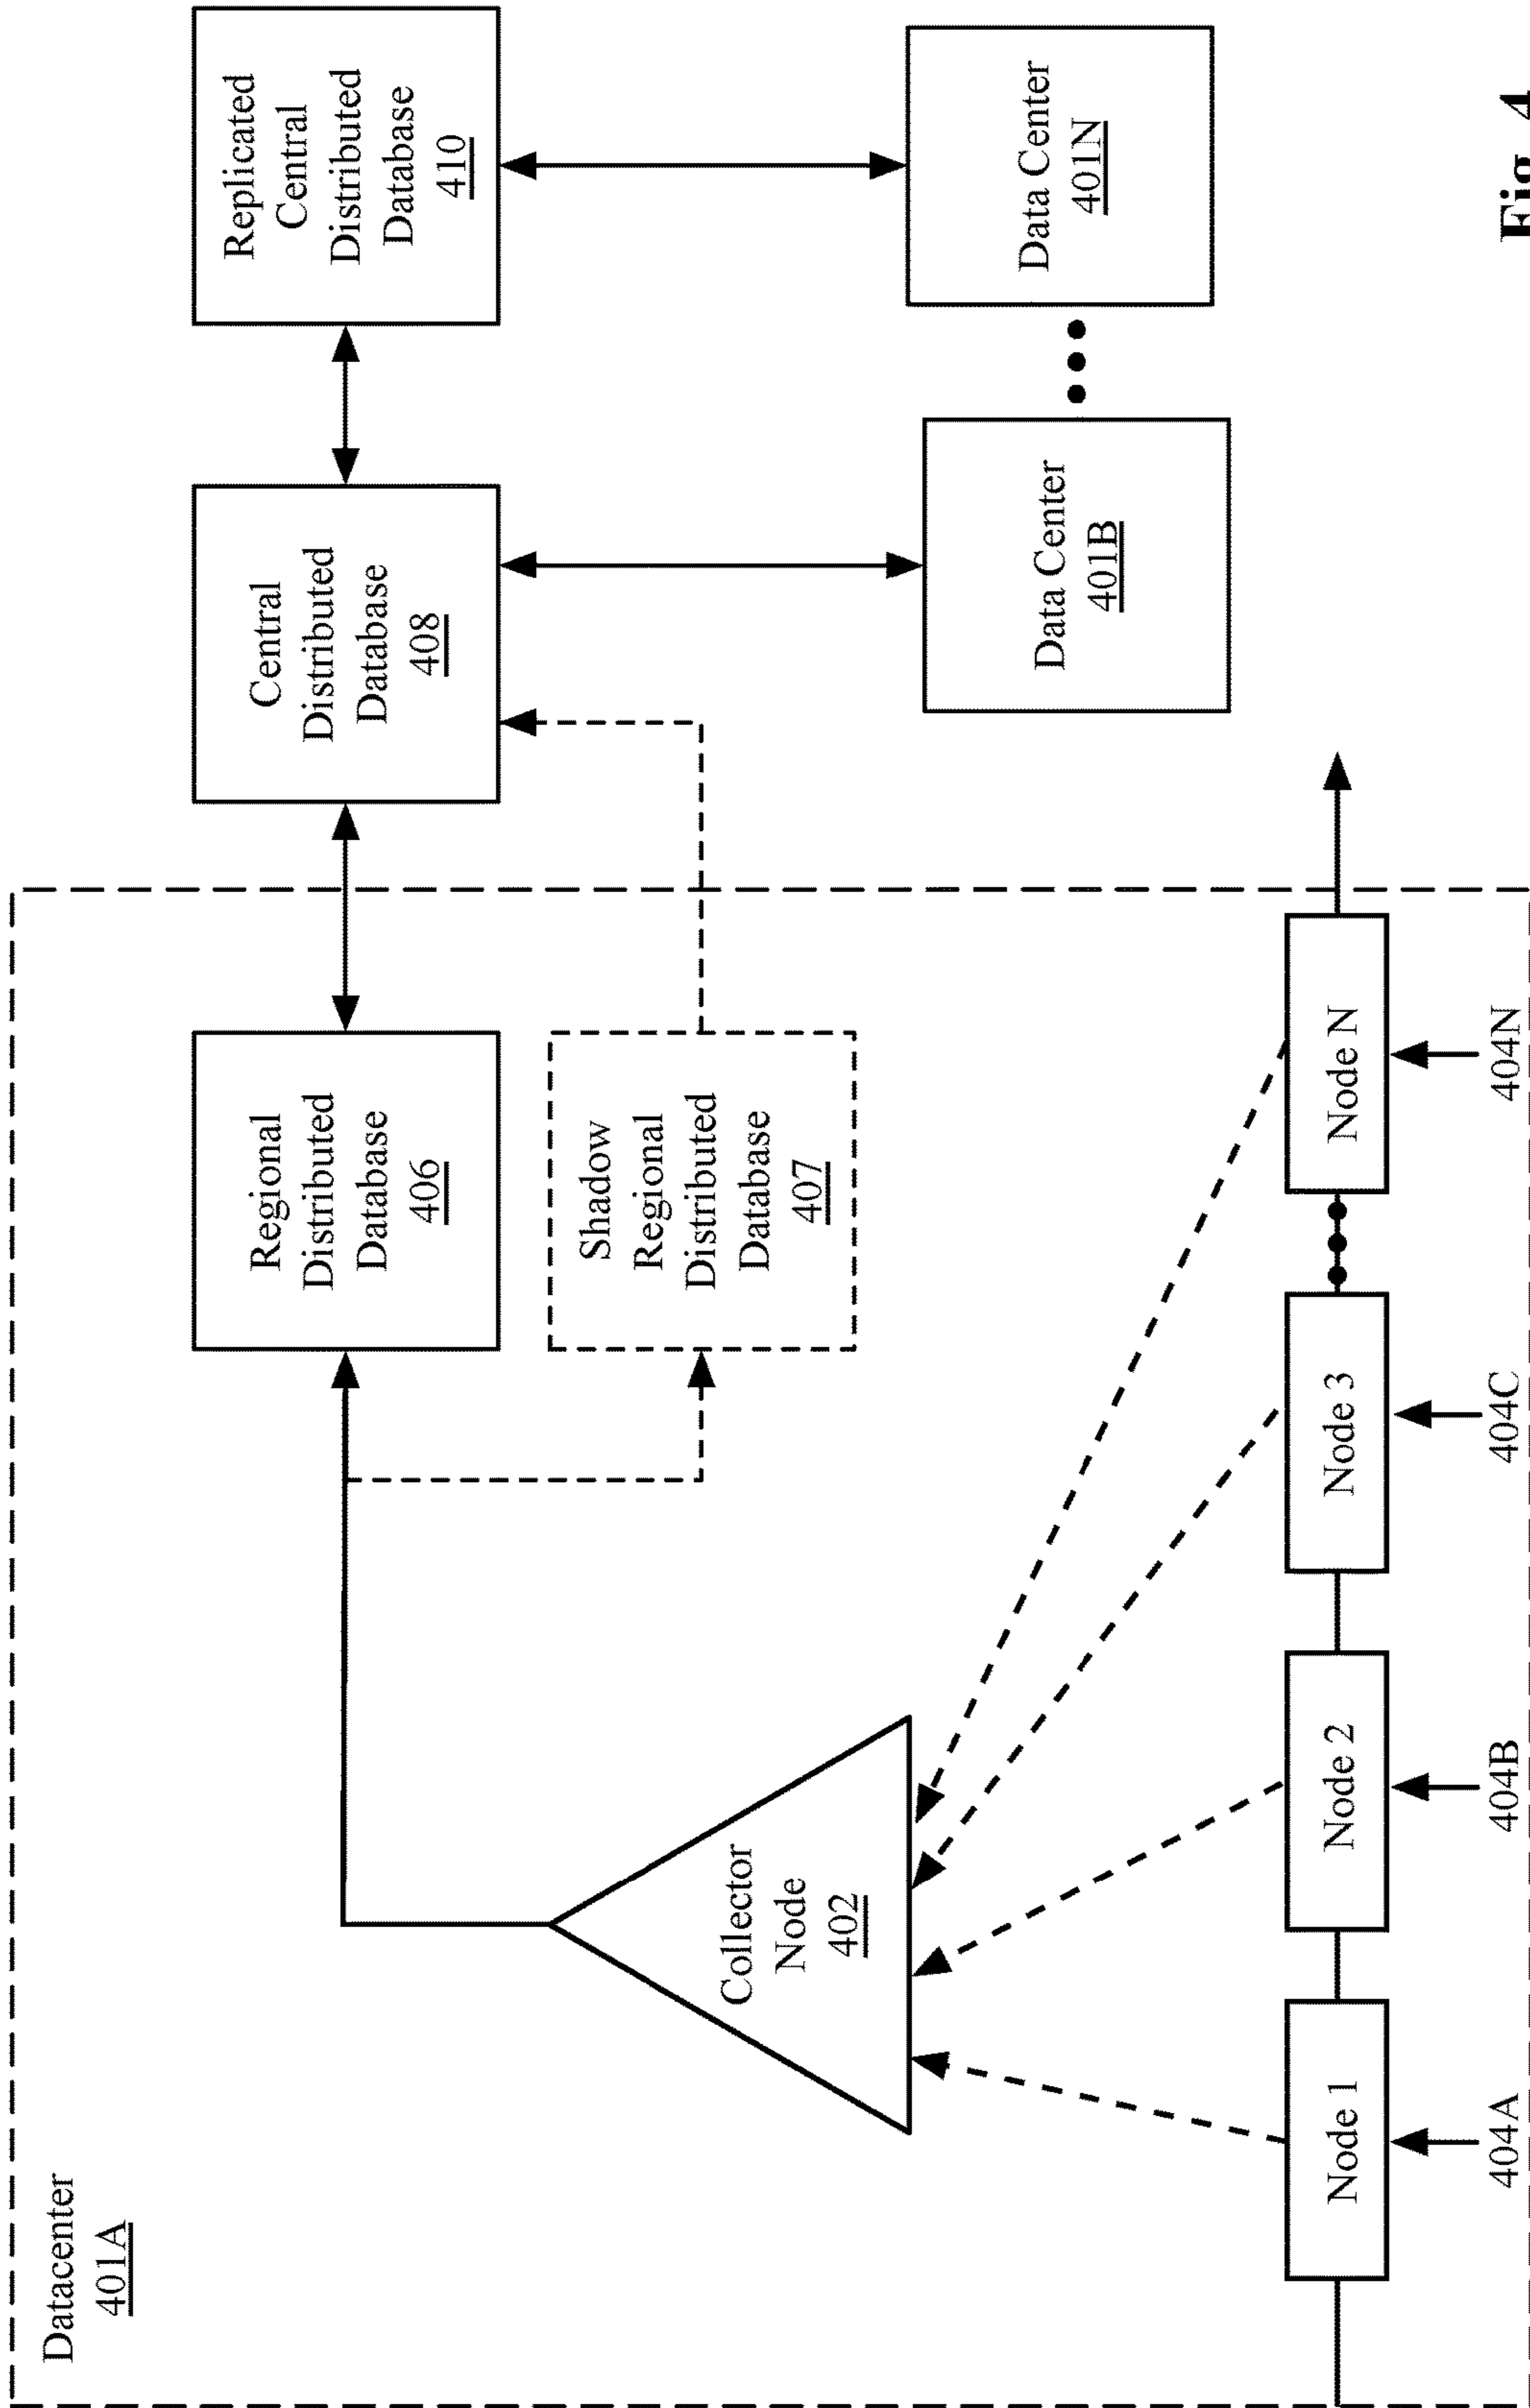 Datacenter
401A
Regional
Distributed
Database
406
Central
Distributed
Database
408
Replicated
Central
Distributed
Database
410
Shadow
Regional
Distributed
Database
407
Collector
Node
402
Data Center
401B
Data Center
401N
Node 1
Node 2
Node 3
Node N
404A
404B
404C
404N
Fig. 4